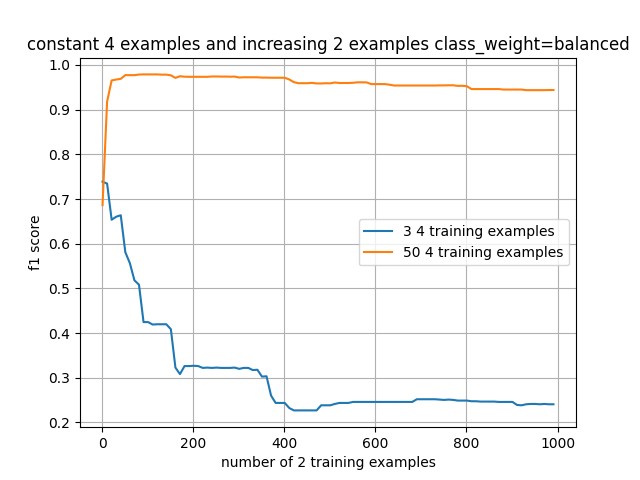 constant 4 examples and increasing 2 examples class_weight=balanced
1.0
0.9
0.8
0.7
0.6
0.5
0.4
0.3
0.2
f1 score
3 4 training examples
50 4 training examples
0 200 400 600 800 1000
number of 2 training examples